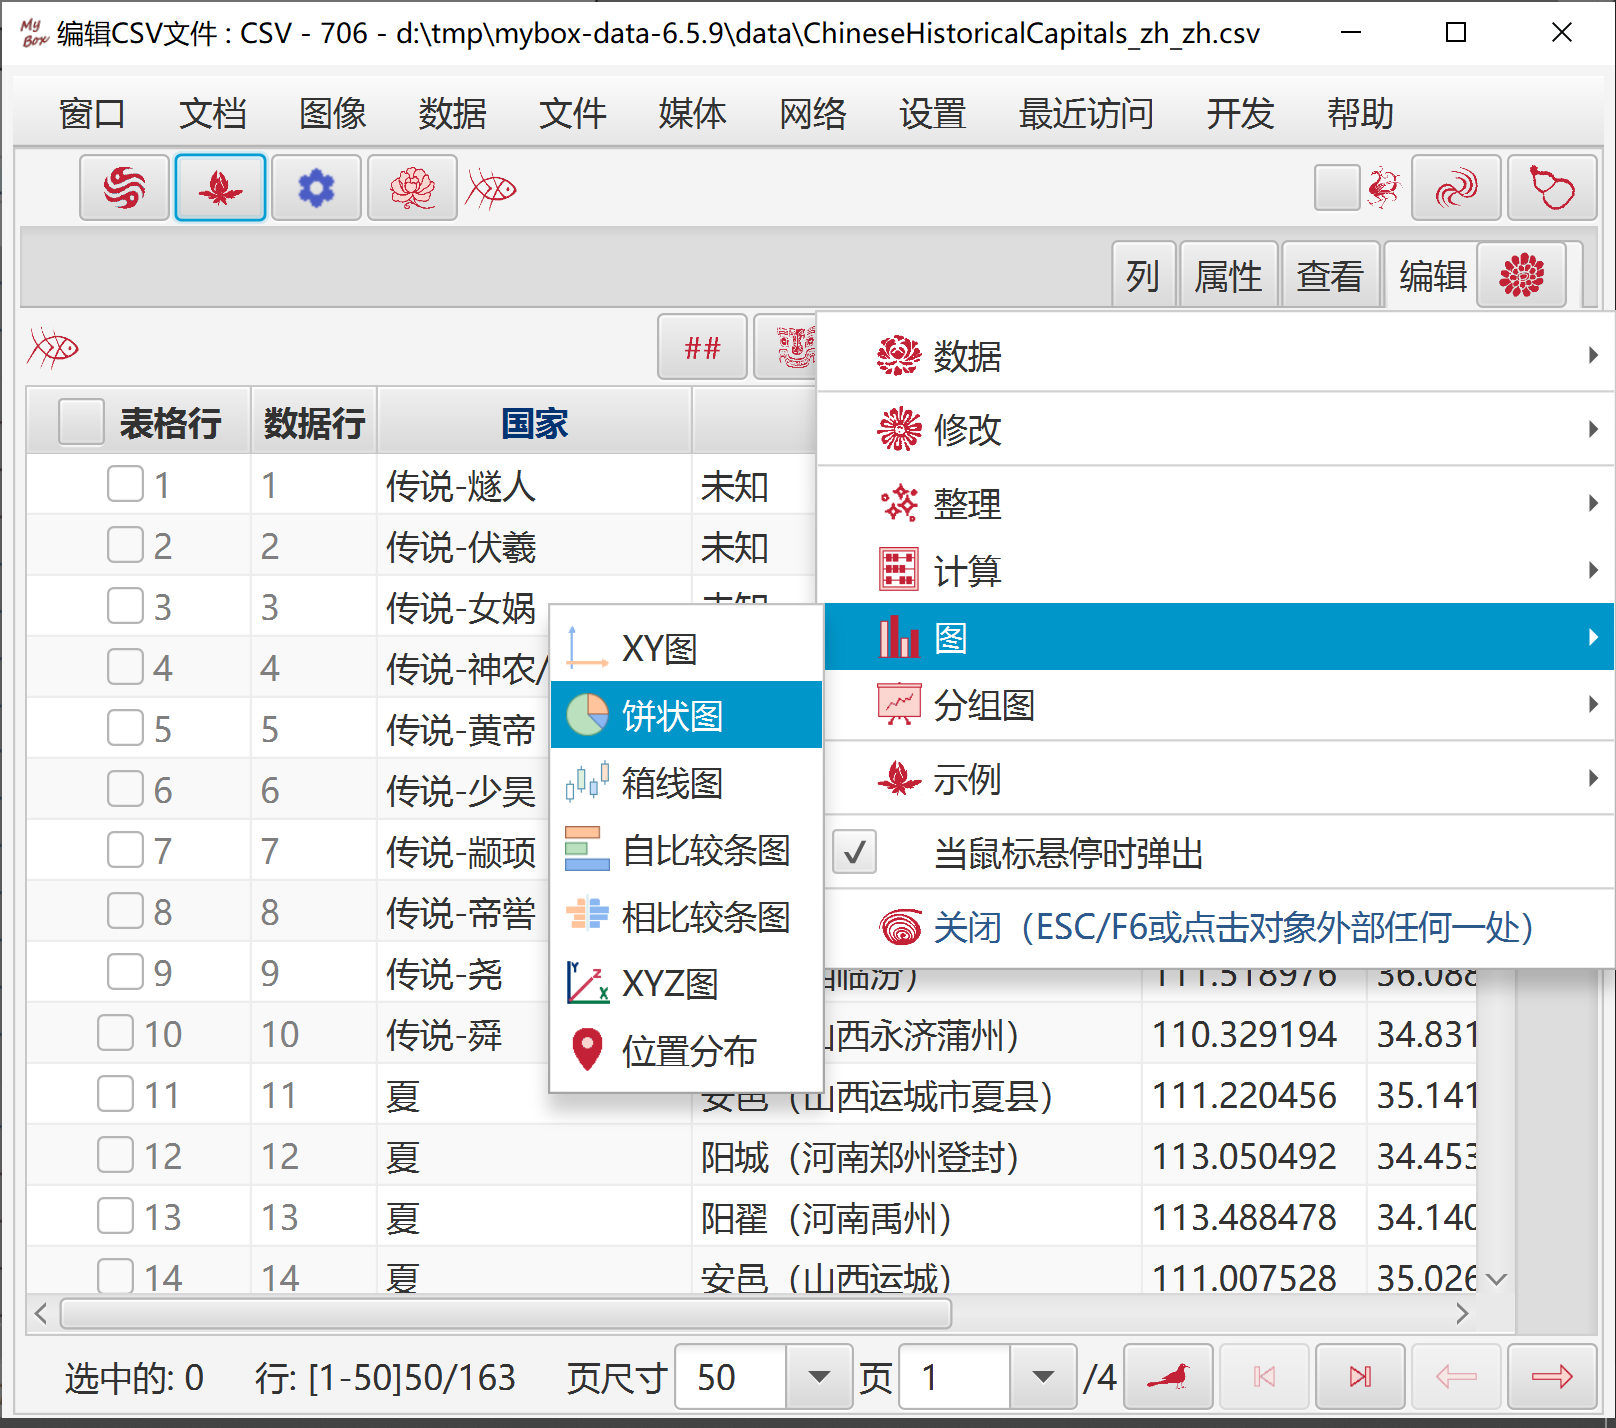 My Box 编辑CSV文件 : CSV - 706 - d:\tmp\mybox-data-6.5.9\data\ChineseHistoricalCapitals_zh_zh.csv
窗口 文档 图像 数据 文件 媒体 网络 设置 最近访问 开发 帮助
列 属性 查看 编辑
##
数据
修改
整理
计算
图
分组图
示例
当鼠标悬停时弹出
关闭（ESC/F6或点击对象外部任何一处）
XY图
饼状图
箱线图
自比较条图
相比较条图
XYZ图
位置分布
表格行 数据行 国家
1 1 传说-燧人 未知
2 2 传说-伏羲 未知
3 3 传说-女娲 未知
4 4 传说-神农/
5 5 传说-黄帝
6 6 传说-少昊
7 7 传说-颛顼
8 8 传说-帝喾
9 9 传说-尧 临汾） 111.518976 36.088
10 10 传说-舜 山西永济蒲州） 110.329194 34.831
11 11 夏 安邑（山西运城市夏县） 111.220456 35.141
12 12 夏 阳城（河南郑州登封） 113.050492 34.453
13 13 夏 阳翟（河南禹州） 113.488478 34.140
14 14 夏 安邑（山西运城） 111.007528 35.026
选中的: 0 行: [1-50]50/163 页尺寸 50 页 1 /4